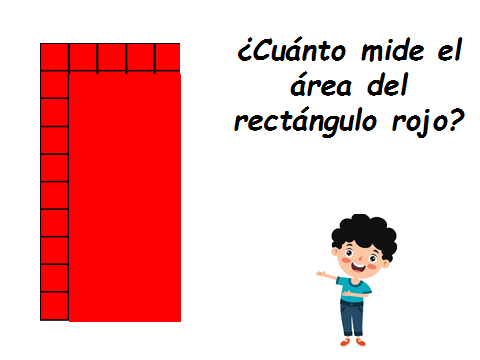 ¿Cuánto mide el
área del
rectángulo rojo?